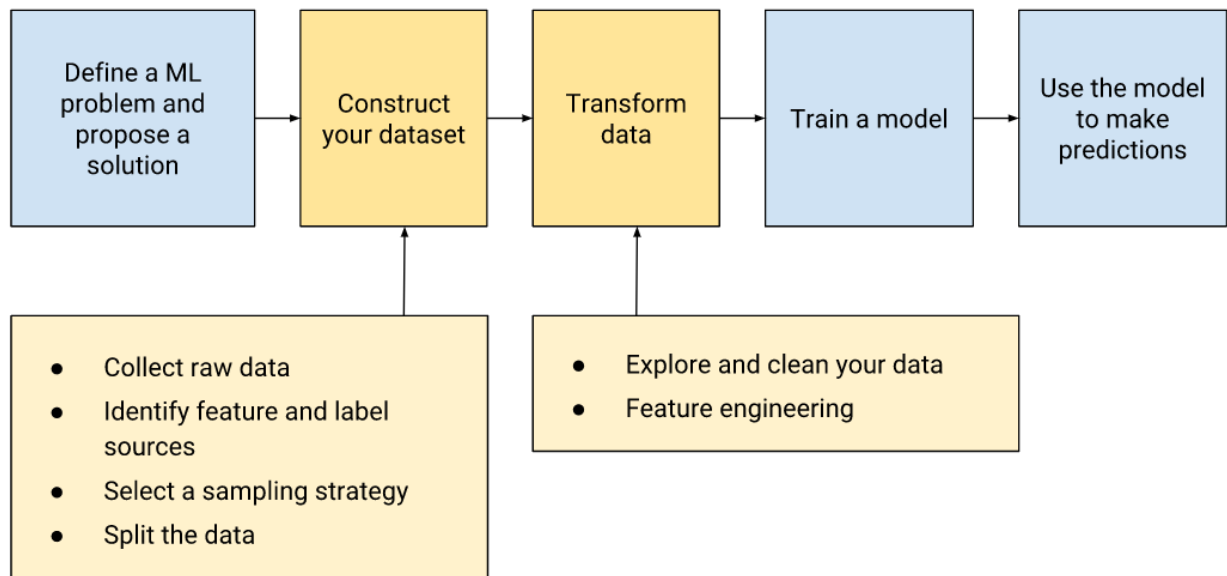 Define a ML
problem and
propose a
solution
Construct
your dataset
Transform
data
Train a model
Use the model
to make
predictions
● Collect raw data
● Identify feature and label
sources
● Select a sampling strategy
● Split the data
● Explore and clean your data
● Feature engineering